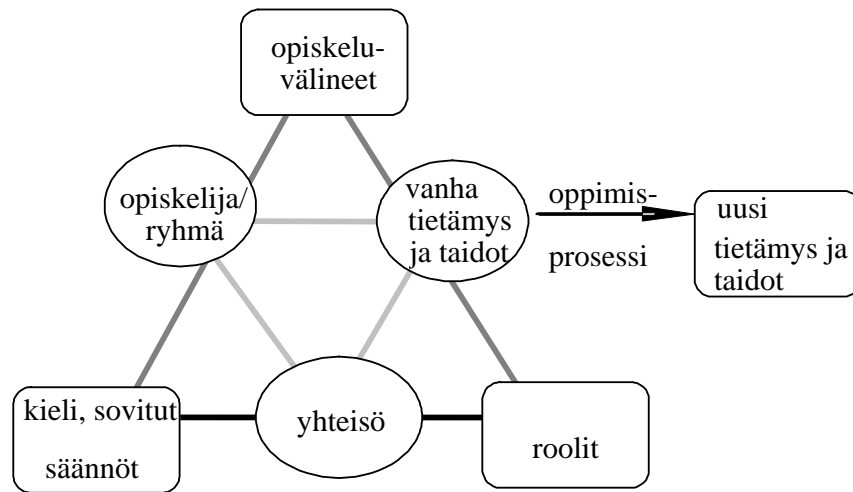 opiskelu-
välineet
opiskelija/
ryhmä
vanha
tietämys
ja taidot
oppimis-
prosessi
uusi
tietämys ja
taidot
kieli, sovitut
säännöt
yhteisö
roolit